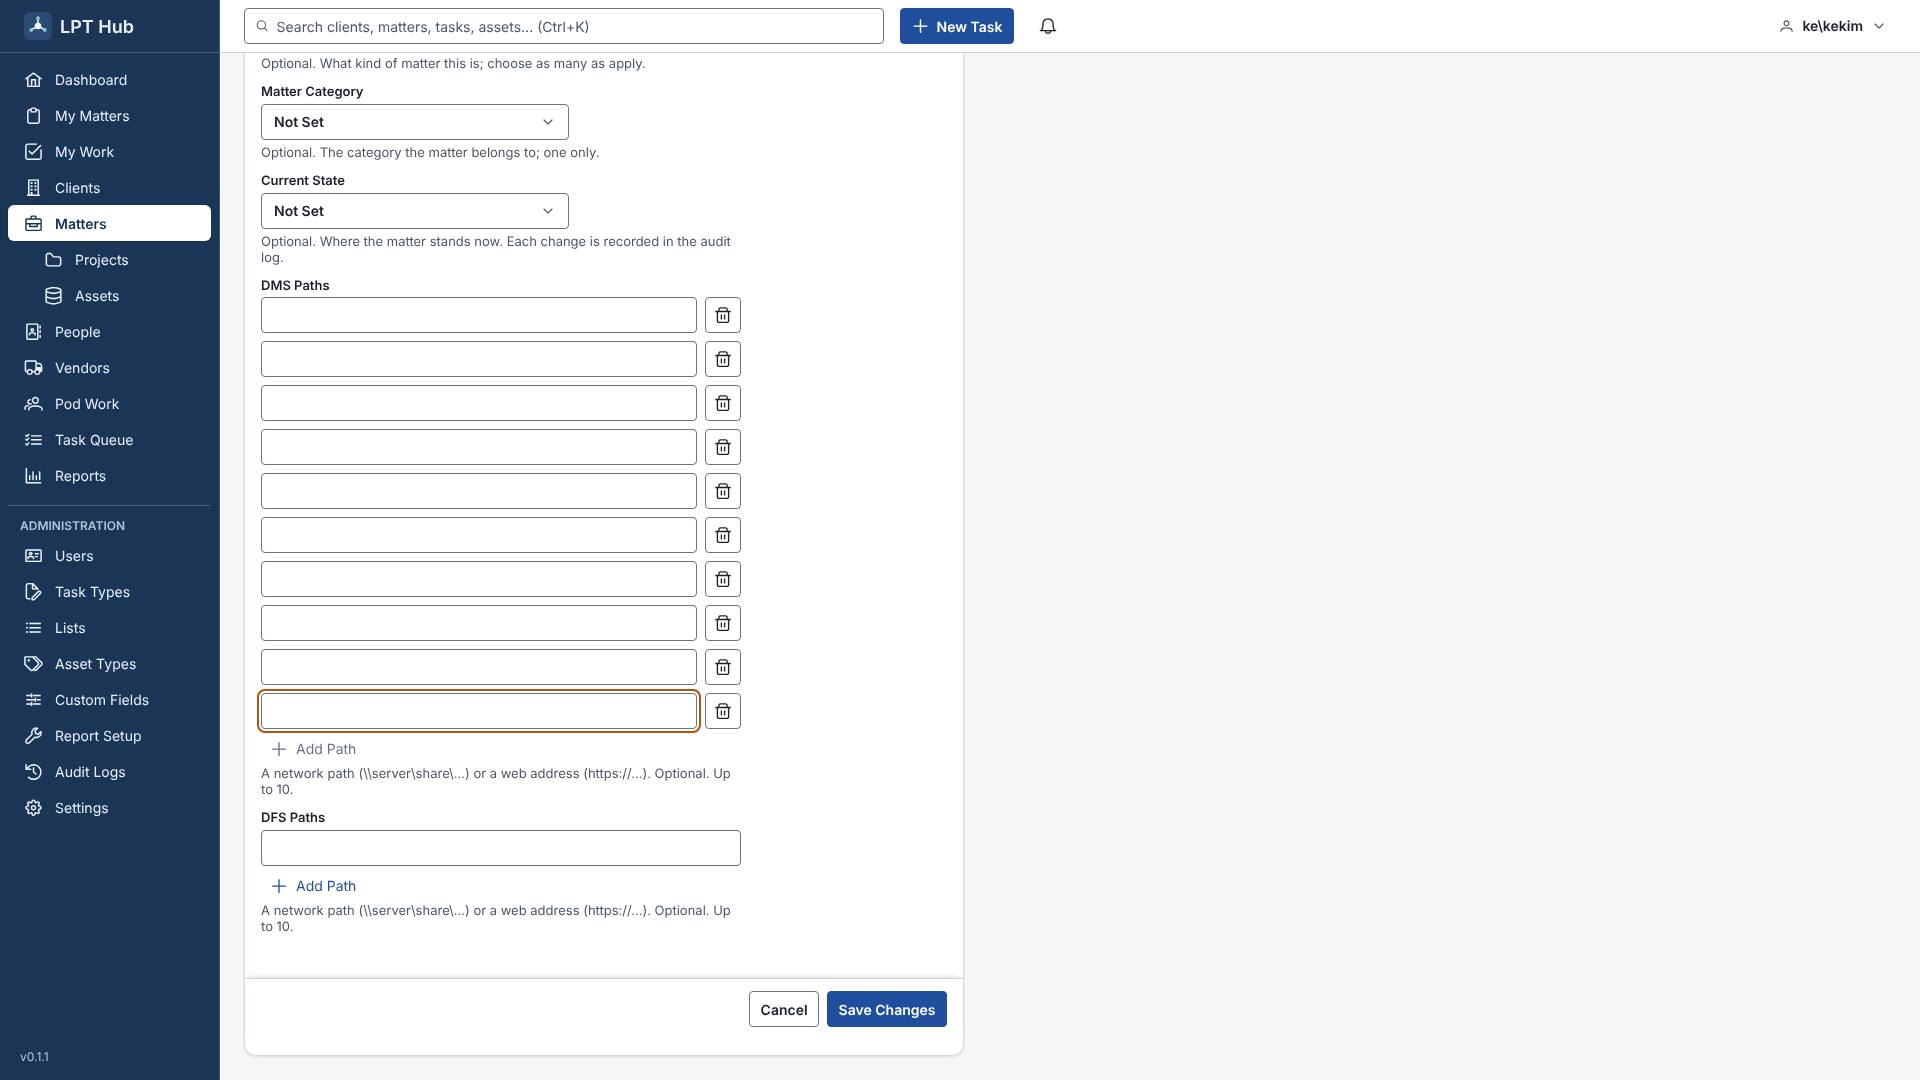 LPT Hub
Search clients, matters, tasks, assets... (Ctrl+K)
New Task
ke\kekim
Dashboard
My Matters
My Work
Clients
Matters
Projects
Assets
People
Vendors
Pod Work
Task Queue
Reports
ADMINISTRATION
Users
Task Types
Lists
Asset Types
Custom Fields
Report Setup
Audit Logs
Settings
v0.1.1
Optional. What kind of matter this is; choose as many as apply.
Matter Category
Not Set
Optional. The category the matter belongs to; one only.
Current State
Not Set
Optional. Where the matter stands now. Each change is recorded in the audit
log.
DMS Paths
Add Path
A network path (\\server\share\...) or a web address (https://...). Optional. Up
to 10.
DFS Paths
Add Path
A network path (\\server\share\...) or a web address (https://...). Optional. Up
to 10.
Cancel
Save Changes